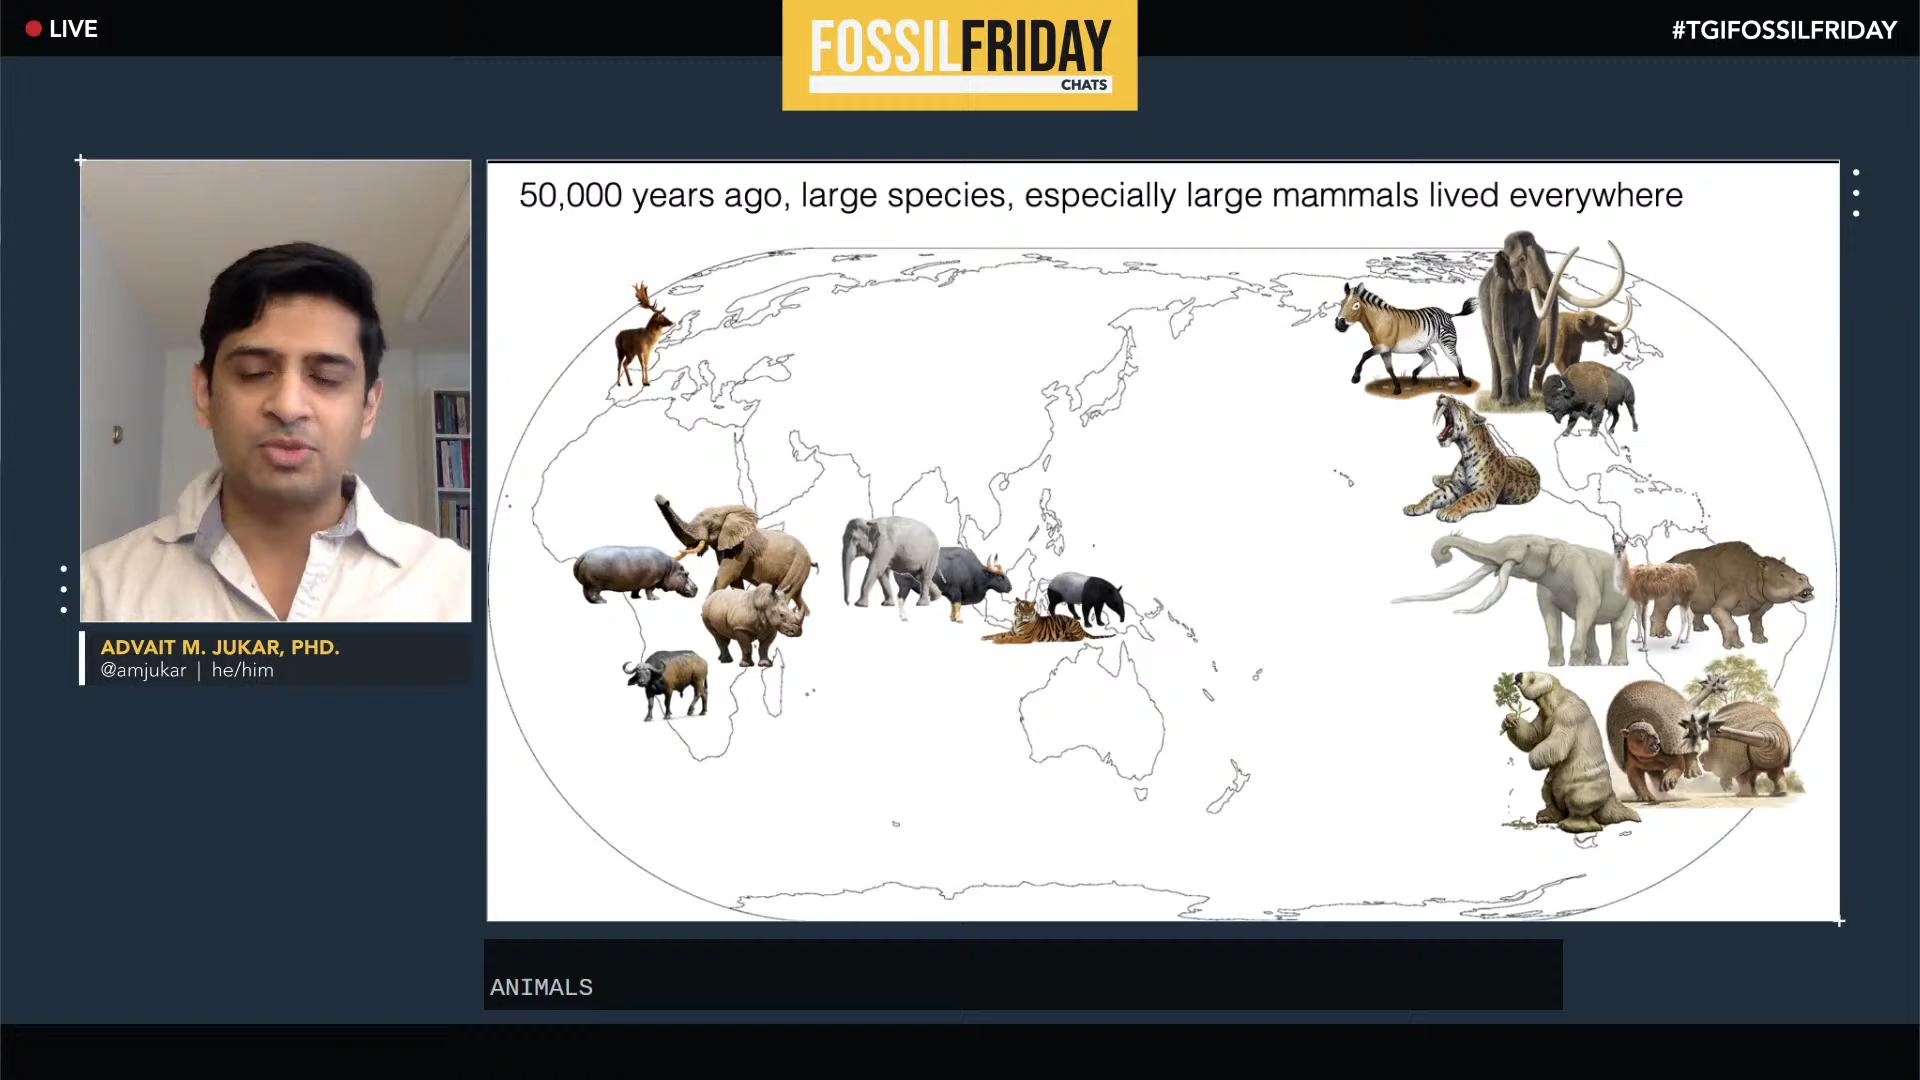 LIVE
FOSSILFRIDAY
CHATS
#TGIFOSSILFRIDAY
50,000 years ago, large species, especially large mammals lived everywhere
ADVAIT M. JUKAR, PHD.
@amjukar | he/him
ANIMALS